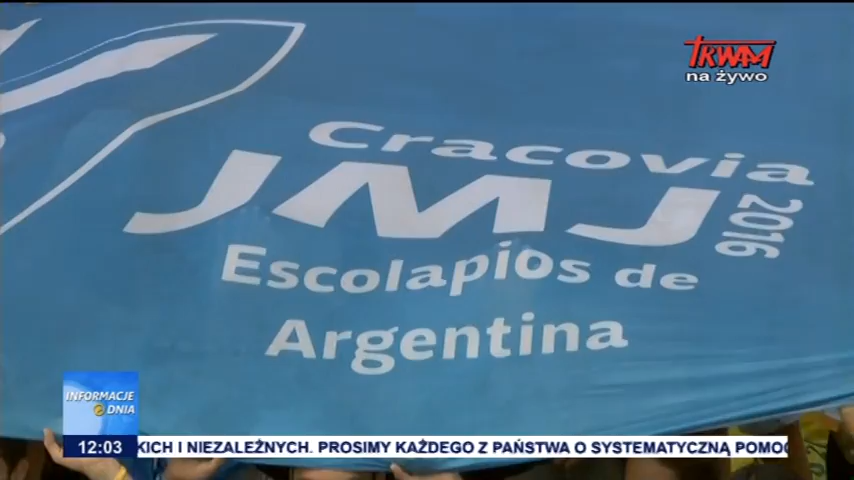 TRWAM
na żywo
Cracovia
JMJ 2016
Escolapios de
Argentina
INFORMACJE
DNIA
12:03 KICH I NIEZALEŻNYCH. PROSIMY KAŻDEGO Z PAŃSTWA O SYSTEMATYCZNĄ POMOC